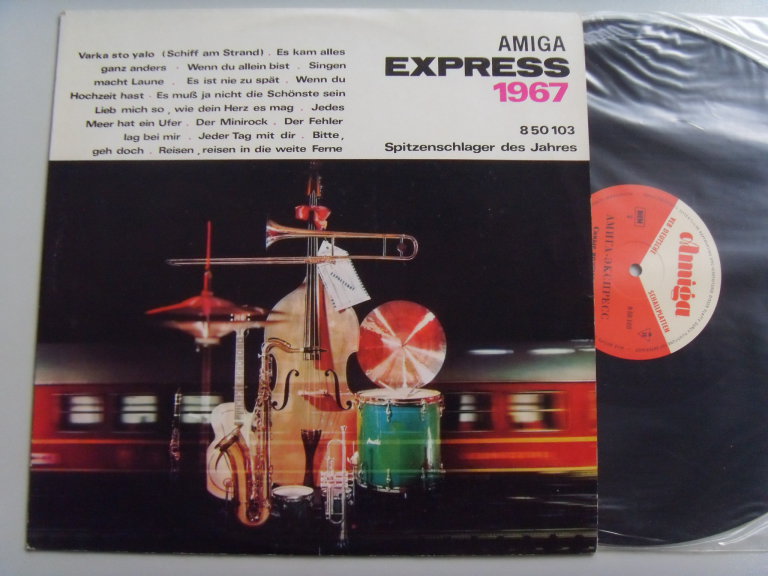 Varka sto yalo (Schiff am Strand) . Es kam alles
ganz anders · Wenn du allein bist . Singen
macht Laune . Es ist nie zu spät . Wenn du
Hochzeit hast · Es muß ja nicht die Schönste sein
Lieb mich so, wie dein Herz es mag . Jedes
Meer hat ein Ufer . Der Minirock . Der Fehler
lag bei mir . Jeder Tag mit dir . Bitte,
geh doch . Reisen, reisen in die weite Ferne
AMIGA
EXPRESS
1967
8 50 103
Spitzenschlager des Jahres
Amiga
VEB DEUTSCHE
SCHALLPLATTEN
АМИГА-ЭКСПРЕСС